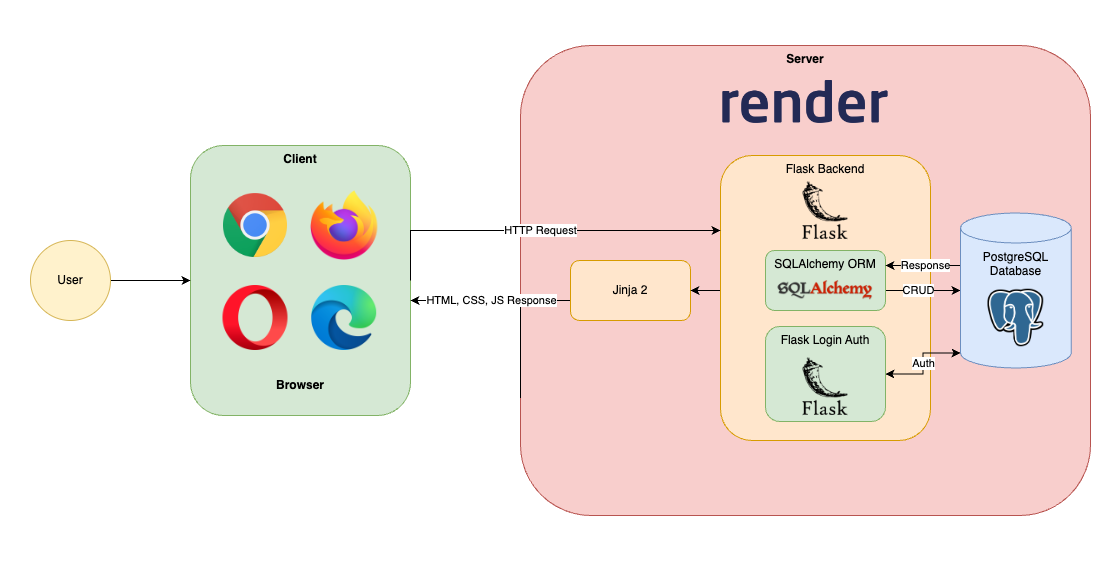 Server
render
Client
Browser
User
HTTP Request
HTML, CSS, JS Response
Jinja 2
Flask Backend
Flask
SQLAlchemy ORM
SQLAlchemy
Flask Login Auth
Flask
Response
CRUD
Auth
PostgreSQL
Database